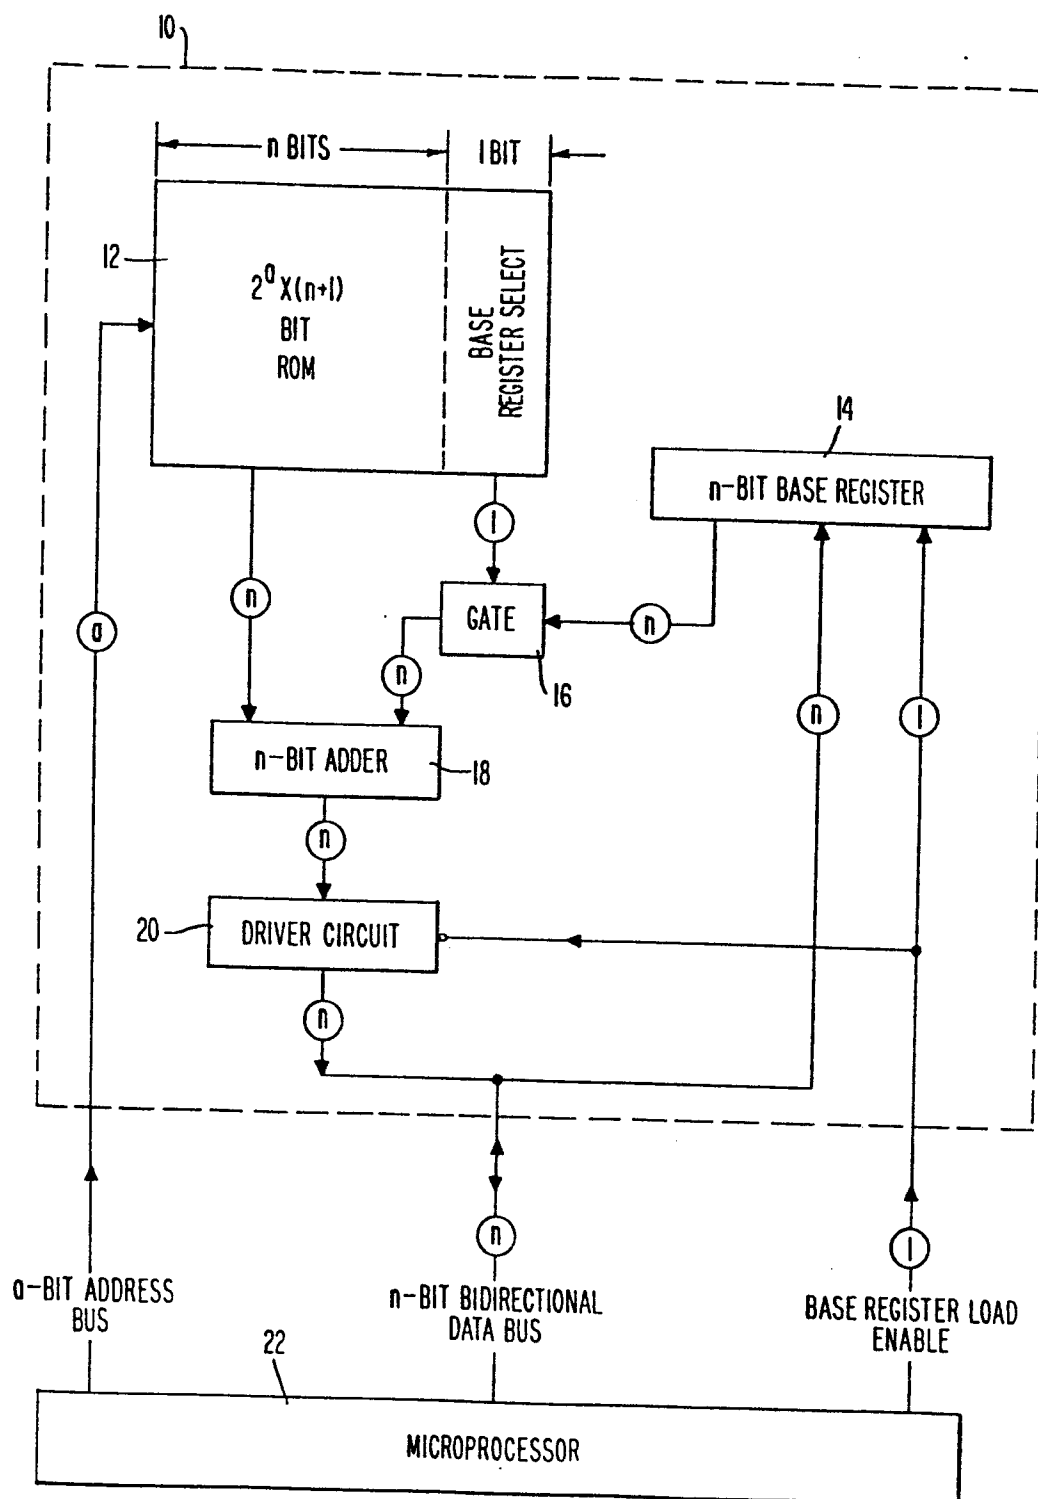 10
n BITS
1 BIT
12
2^a X(n+1)
BIT
ROM
BASE
REGISTER SELECT
14
n-BIT BASE REGISTER
1
n
GATE
n
a
n
16
n
1
n-BIT ADDER
18
n
20
DRIVER CIRCUIT
n
n
1
a-BIT ADDRESS
BUS
n-BIT BIDIRECTIONAL
DATA BUS
BASE REGISTER LOAD
ENABLE
22
MICROPROCESSOR